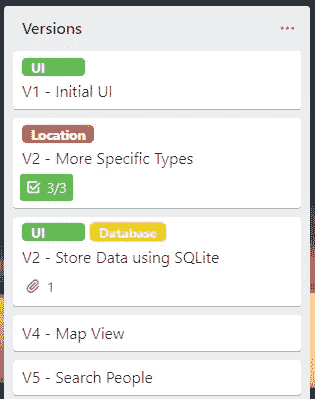 Versions
UI
V1 - Initial UI
Location
V2 - More Specific Types
3/3
UI Database
V2 - Store Data using SQLite
1
V4 - Map View
V5 - Search People